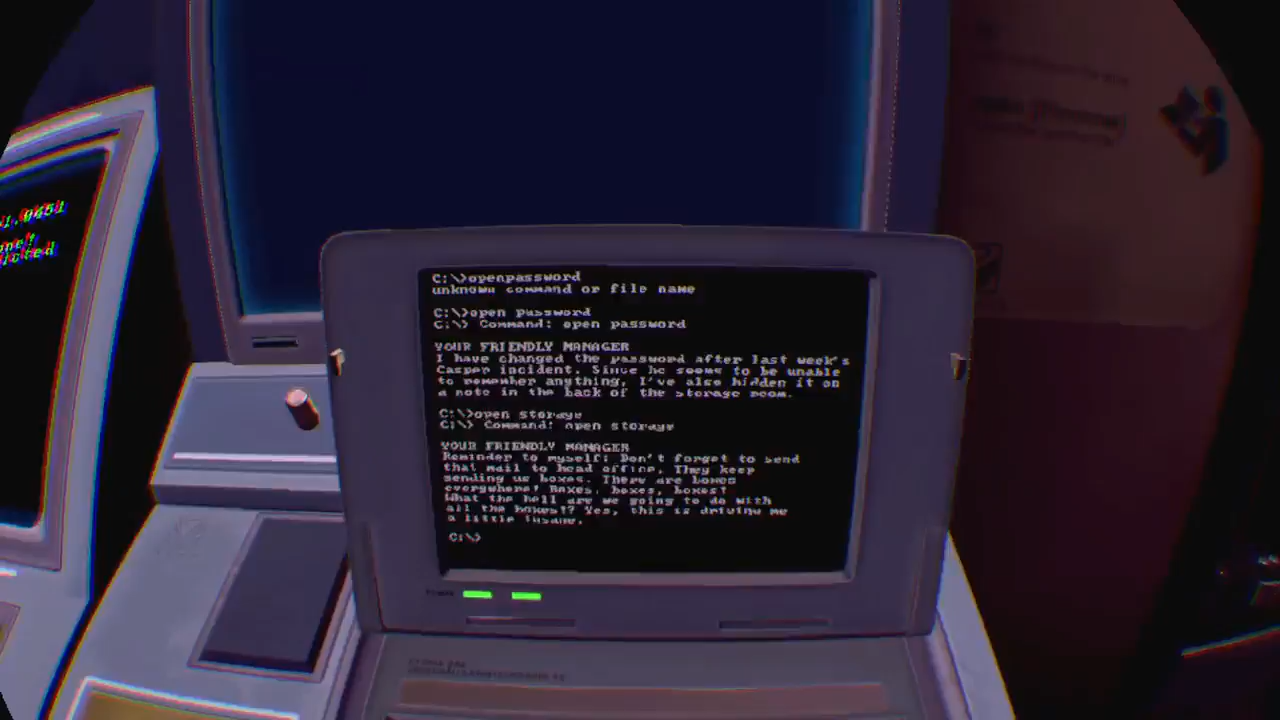 1.0651
C:\>openpassword
unknown command or file name
C:\>open password
C:\> Command: open password
YOUR FRIENDLY MANAGER
I have changed the password after last week's
Casper incident. Since he seems to be unable
to remember anything, I've also hidden it on
a note in the back of the storage room.
C:\>open storage
C:\> Command: open storage
YOUR FRIENDLY MANAGER
Reminder to myself: Don't forget to send
that mail to head office. They keep
sending us boxes. There are boxes
everywhere! Boxes, boxes, boxes!
What the hell are we going to do with
all the boxes!? Yes, this is driving me
a little insane.
C:\>
POWER